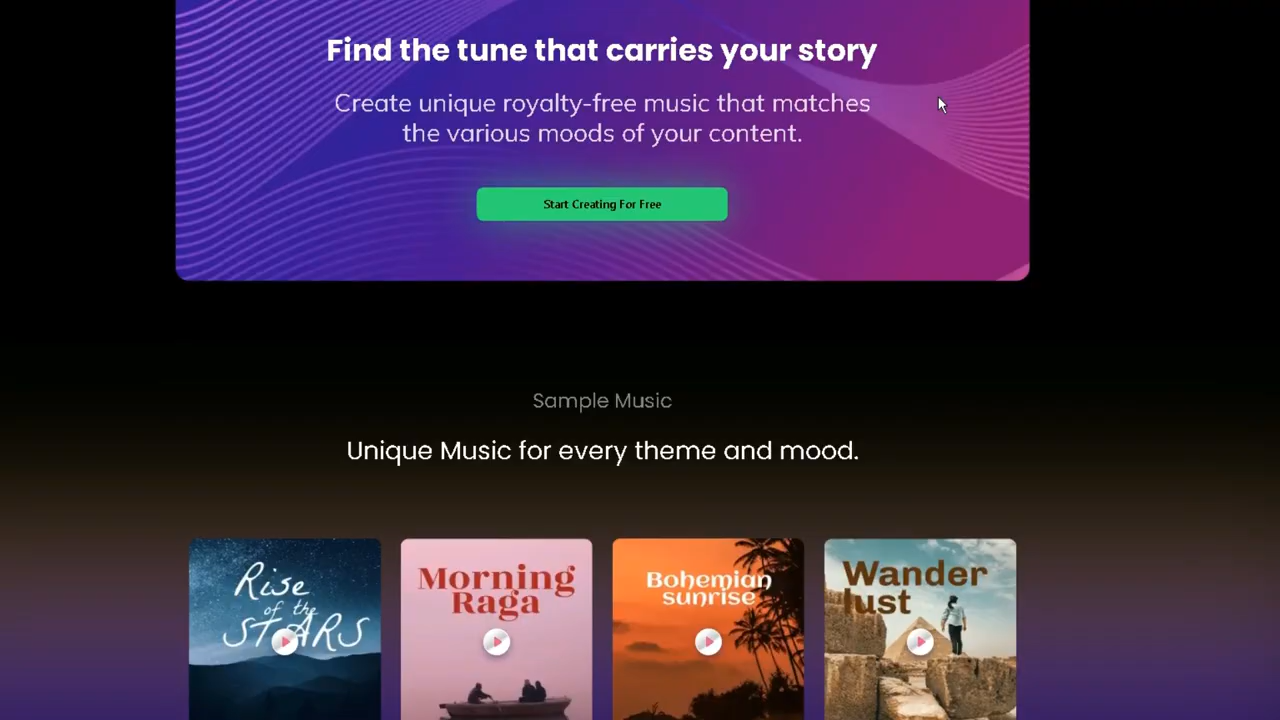 Find the tune that carries your story
Create unique royalty-free music that matches
the various moods of your content.
Start Creating For Free
Sample Music
Unique Music for every theme and mood.
Rise
of the
STARS
Morning
Raga
Bohemian
sunrise
Wander
lust